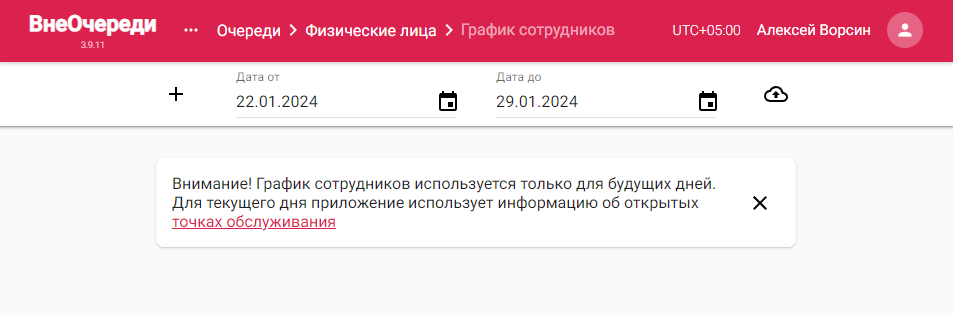 ВнеОчереди
3.9.11
Очереди > Физические лица > График сотрудников
UTC+05:00
Алексей Ворсин
Дата от
22.01.2024
Дата до
29.01.2024
Внимание! График сотрудников используется только для будущих дней.
Для текущего дня приложение использует информацию об открытых
точках обслуживания